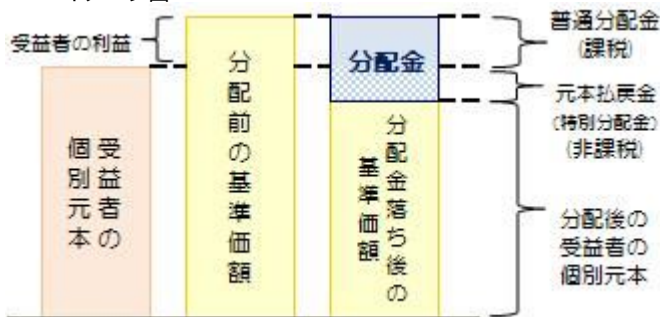 受益者の利益
受益者の
個別元本
分配前の基準価額
分配金
分配金落ち後の
基準価額
普通分配金
(課税)
元本払戻金
(特別分配金)
(非課税)
分配後の
受益者の
個別元本